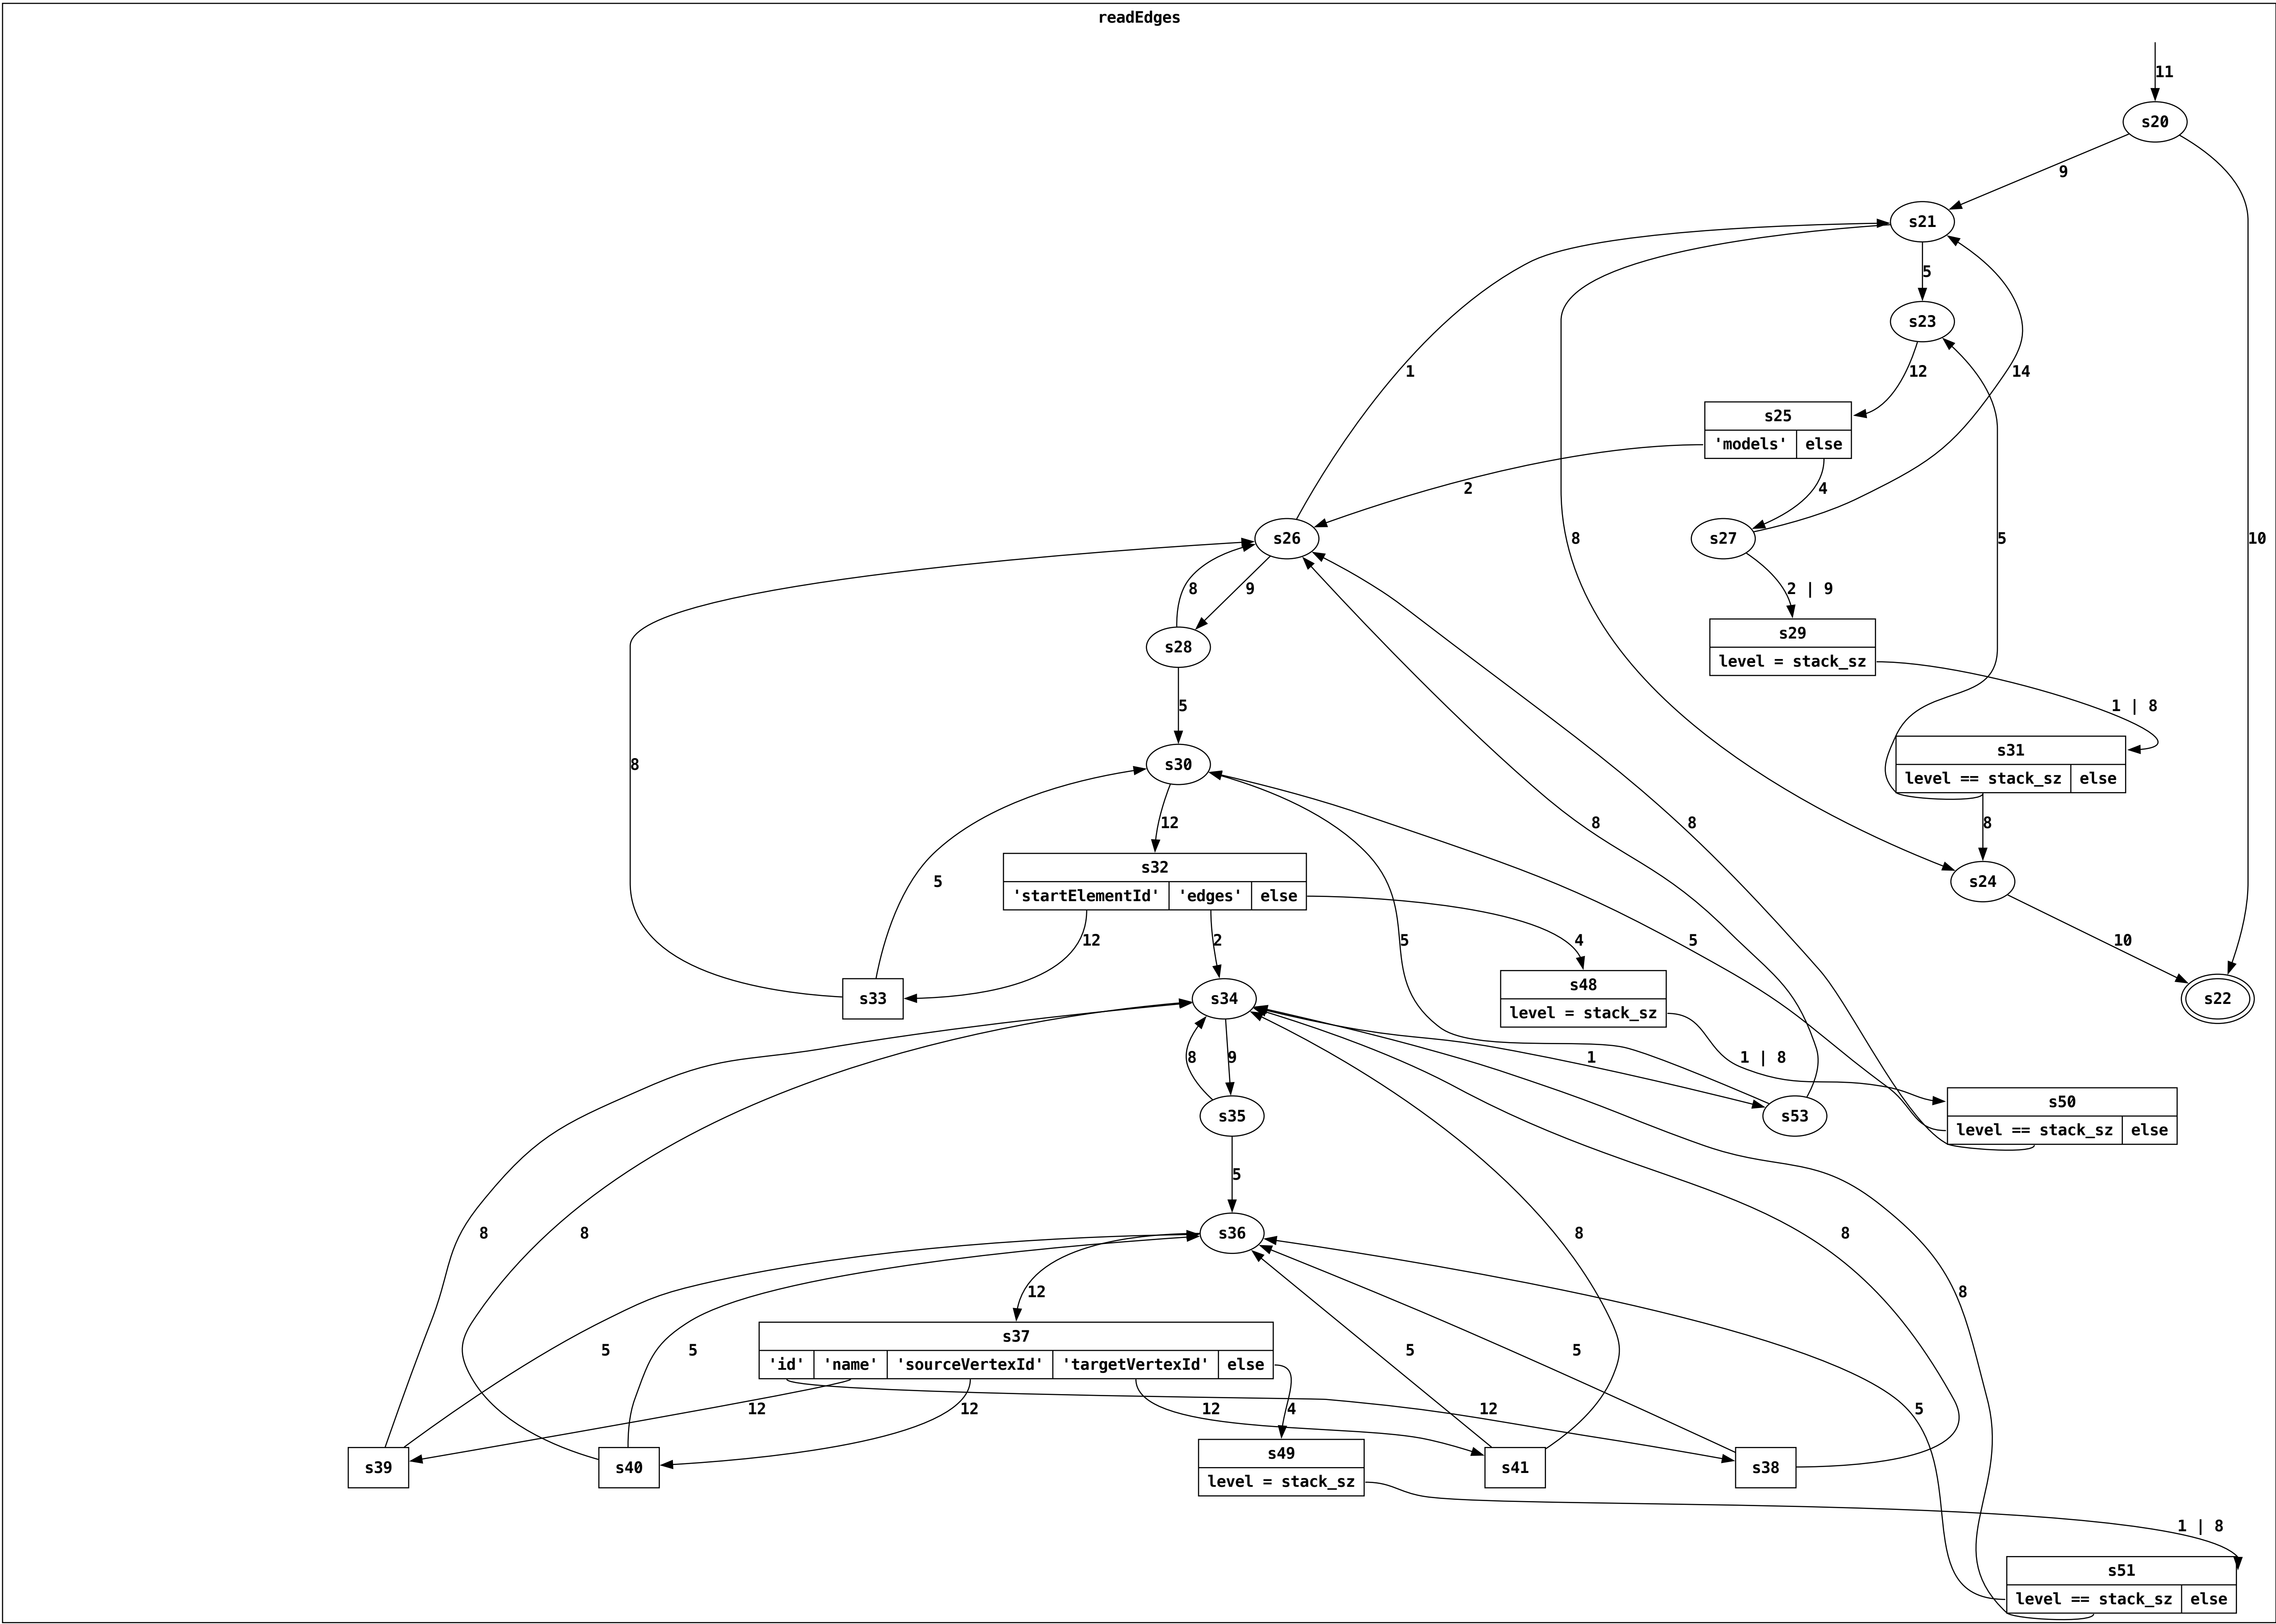 readEdges
11
s20
9
s21
5
s23
12
1
14
s25
'models' else
2
4
s26
s27
8
5
10
8
9
2 | 9
s28
s29
level = stack_sz
5
1 | 8
8
s30
s31
level == stack_sz else
12
8
8
8
s32
'startElementId' 'edges' else
5
s24
12
2
5
4
5
10
s33
s34
s48
level = stack_sz
s22
8
9
1
1 | 8
s35
s53
s50
level == stack_sz else
5
8
8
s36
8
8
12
8
s37
'id' 'name' 'sourceVertexId' 'targetVertexId' else
5
5
5
5
12
12
12
4
12
5
s39
s40
s49
level = stack_sz
s41
s38
1 | 8
s51
level == stack_sz else